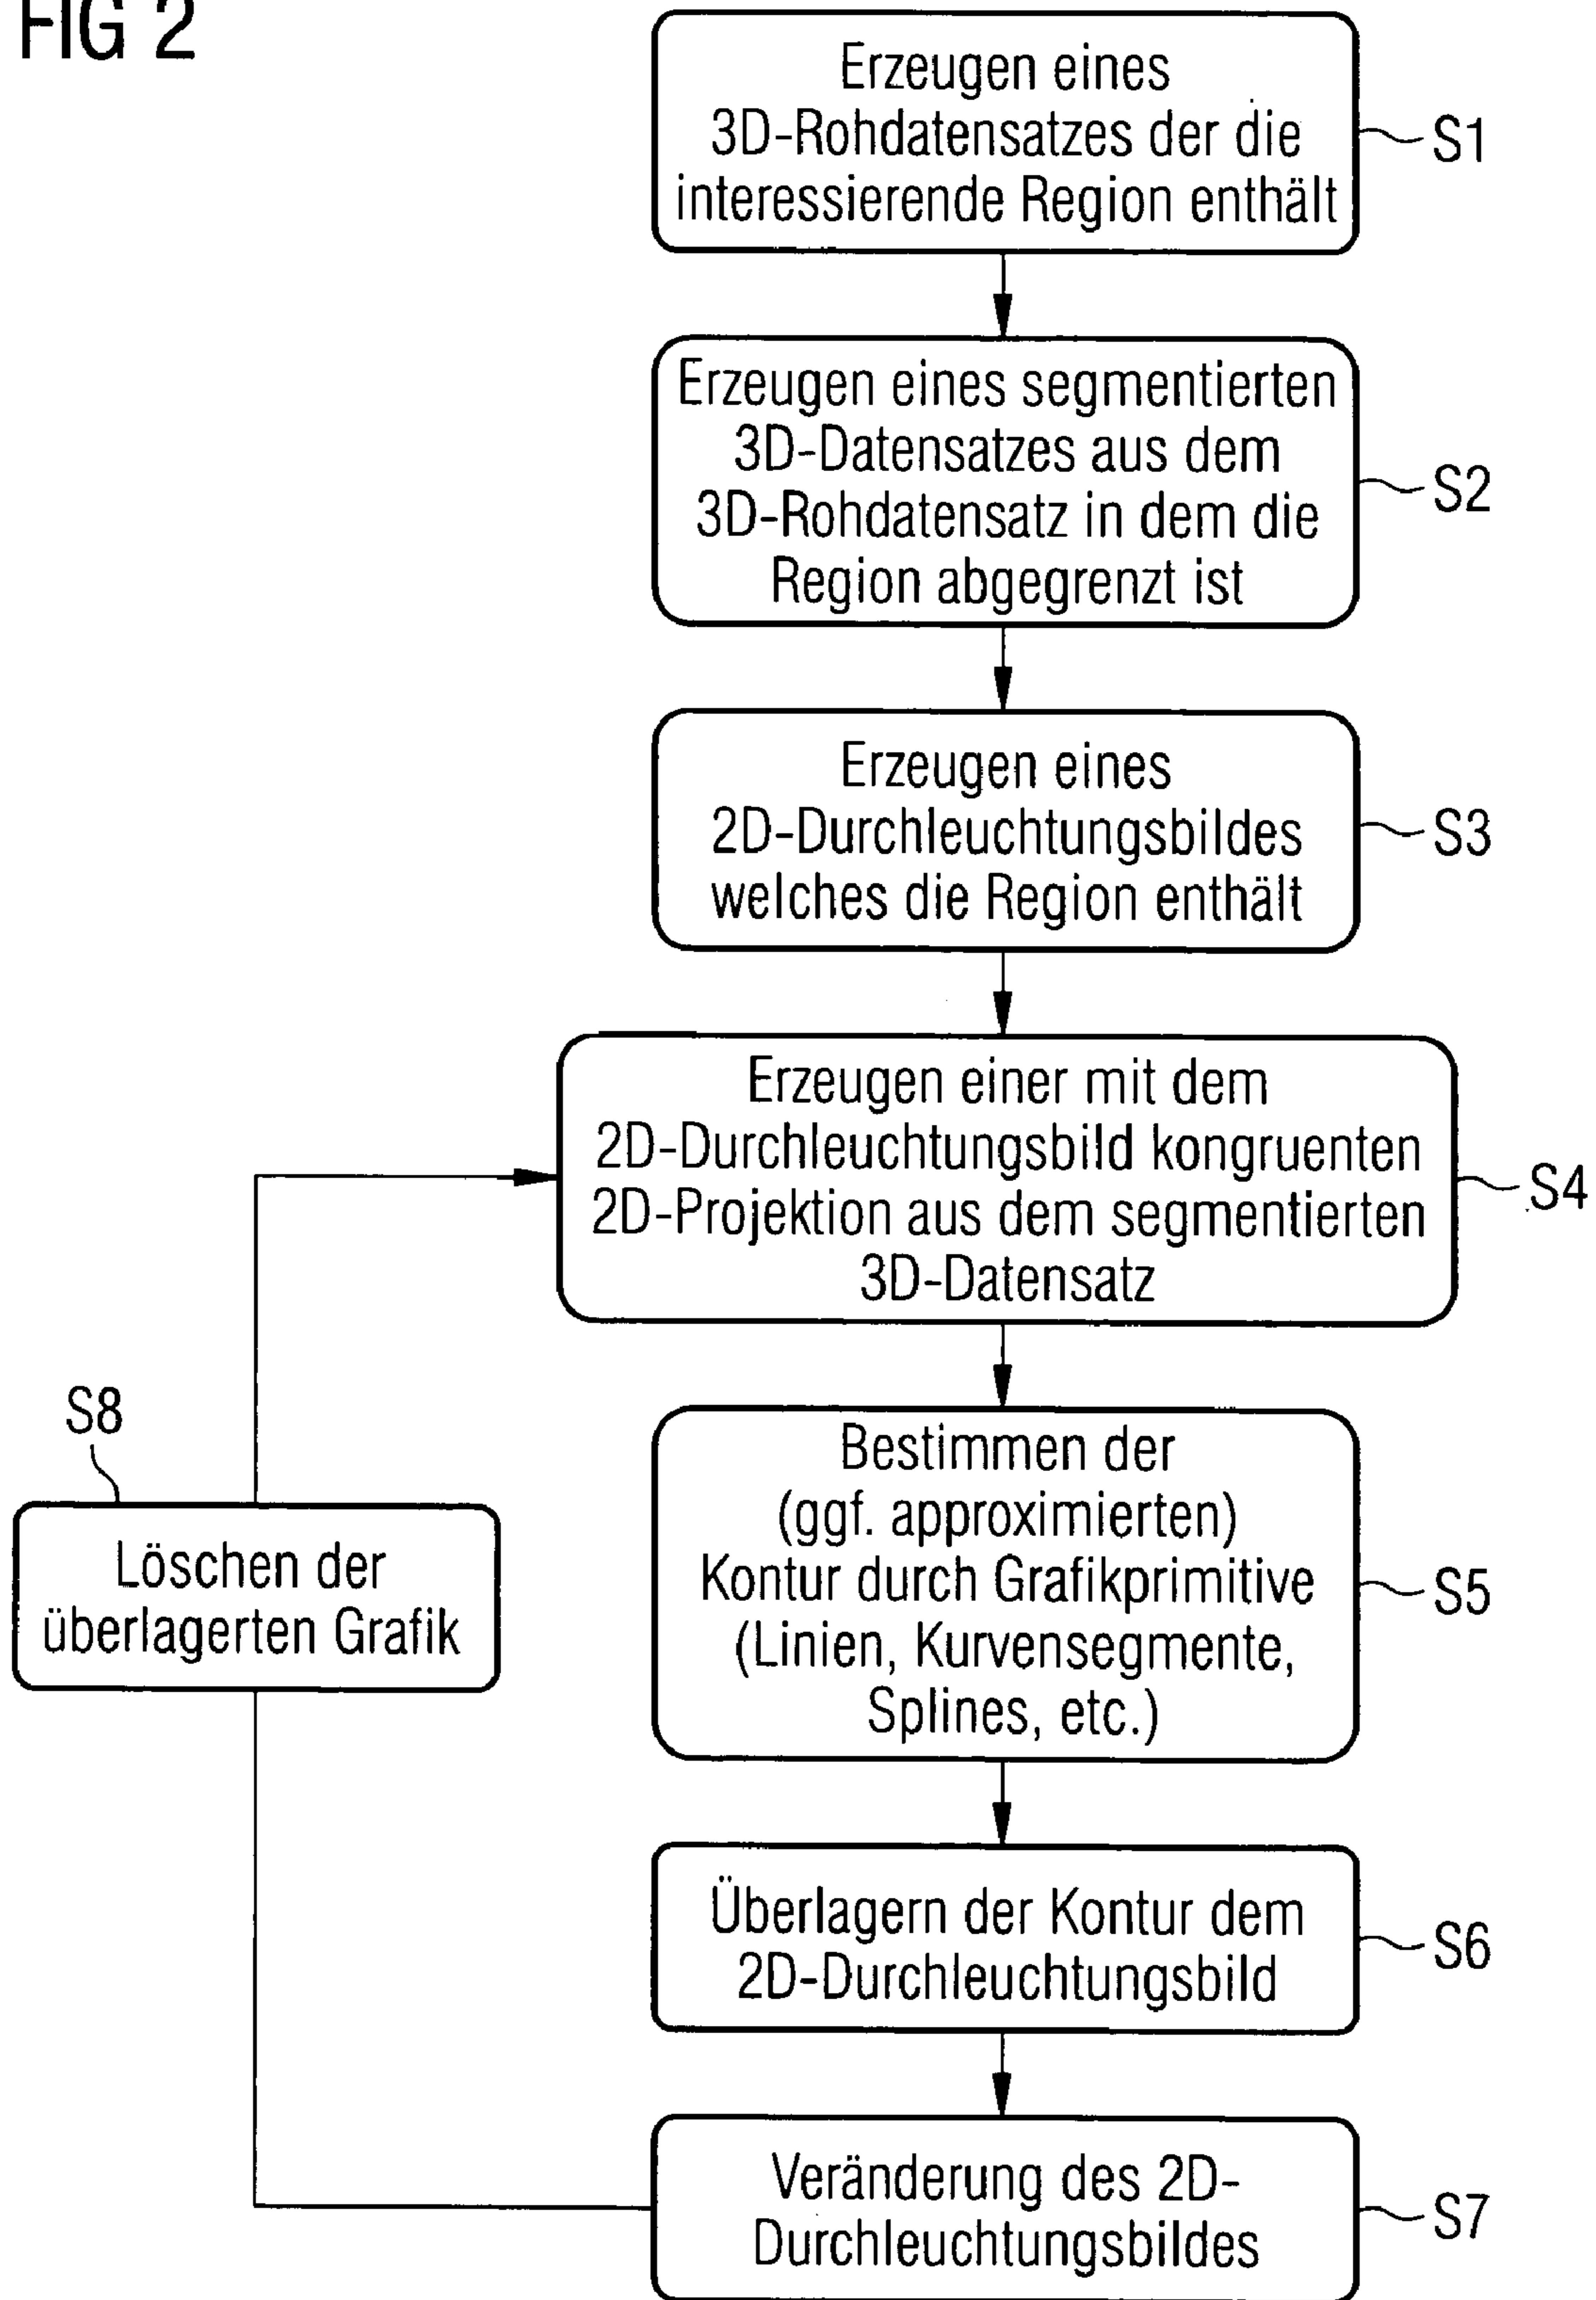 FIG 2
Erzeugen eines
3D-Rohdatensatzes der die
interessierende Region enthält
S1
Erzeugen eines segmentierten
3D-Datensatzes aus dem
3D-Rohdatensatz in dem die
Region abgegrenzt ist
S2
Erzeugen eines
2D-Durchleuchtungsbildes
welches die Region enthält
S3
Erzeugen einer mit dem
2D-Durchleuchtungsbild kongruenten
2D-Projektion aus dem segmentierten
3D-Datensatz
S4
Bestimmen der
(ggf. approximierten)
Kontur durch Grafikprimitive
(Linien, Kurvensegmente,
Splines, etc.)
S5
Überlagern der Kontur dem
2D-Durchleuchtungsbild
S6
Veränderung des 2D-
Durchleuchtungsbildes
S7
S8
Löschen der
überlagerten Grafik